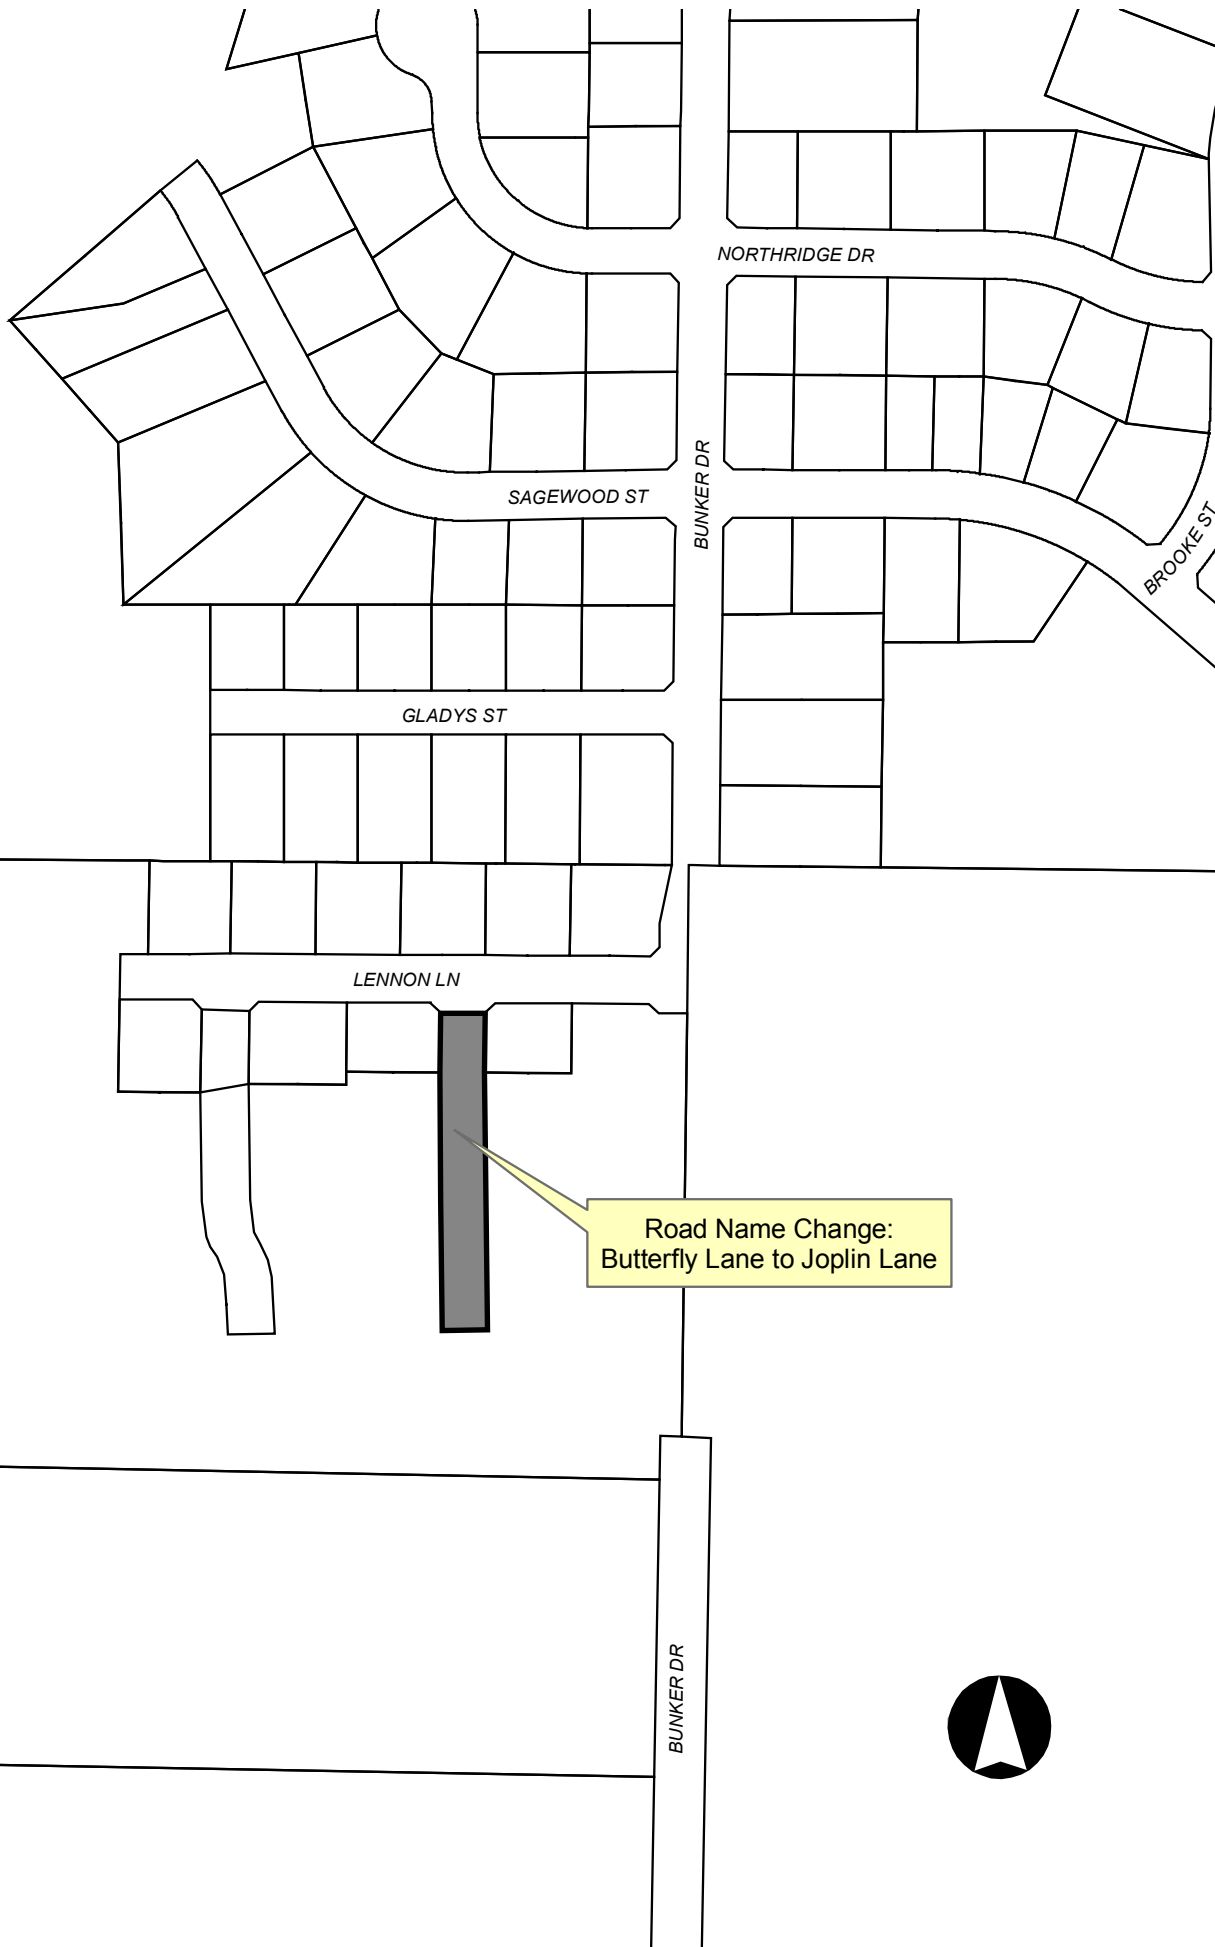 NORTHRIDGE DR
BUNKER DR
SAGEWOOD ST
BROOKE ST
GLADYS ST
LENNON LN
Road Name Change:
Butterfly Lane to Joplin Lane
BUNKER DR